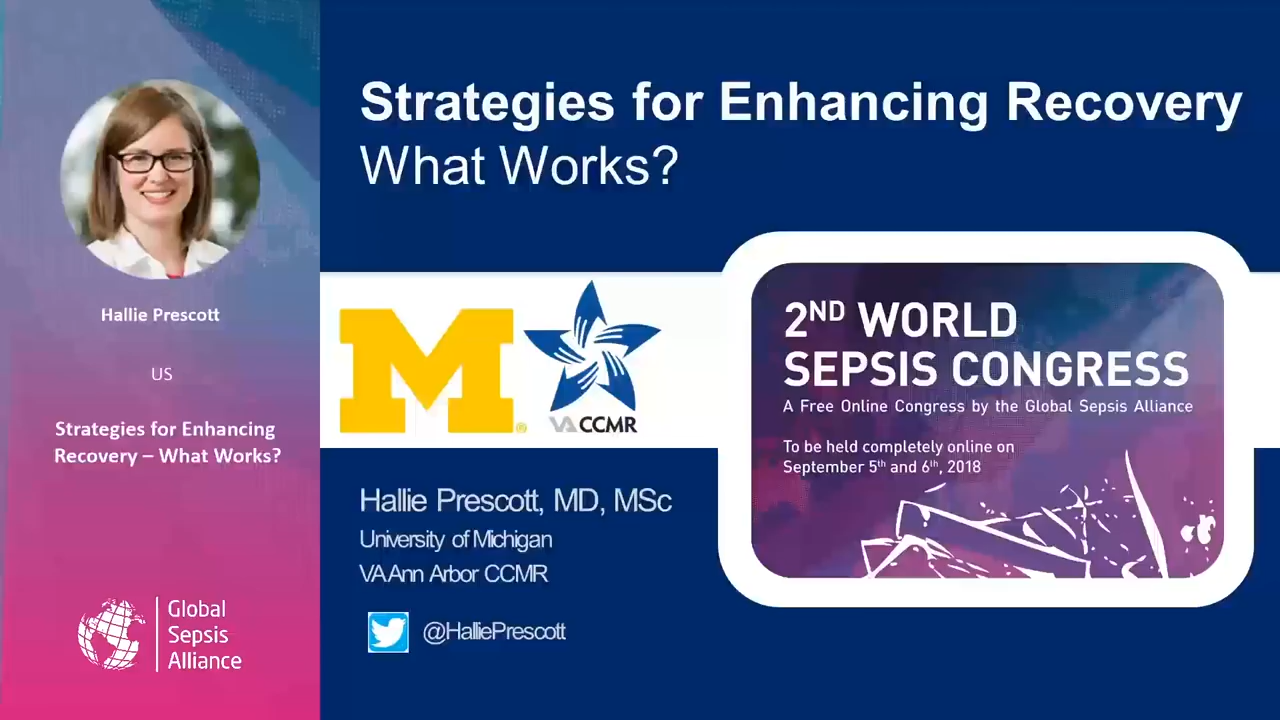 Hallie Prescott
US
Strategies for Enhancing
Recovery – What Works?
Global
Sepsis
Alliance
Strategies for Enhancing Recovery
What Works?
M®
VA CCMR
Hallie Prescott, MD, MSc
University of Michigan
VA Ann Arbor CCMR
@HalliePrescott
2ND WORLD
SEPSIS CONGRESS
A Free Online Congress by the Global Sepsis Alliance
To be held completely online on
September 5th and 6th, 2018